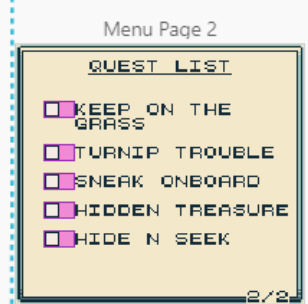 Menu Page 2
QUEST LIST
KEEP ON THE
GRASS
TURNIP TROUBLE
SNEAK ONBOARD
HIDDEN TREASURE
HIDE N SEEK
2/2